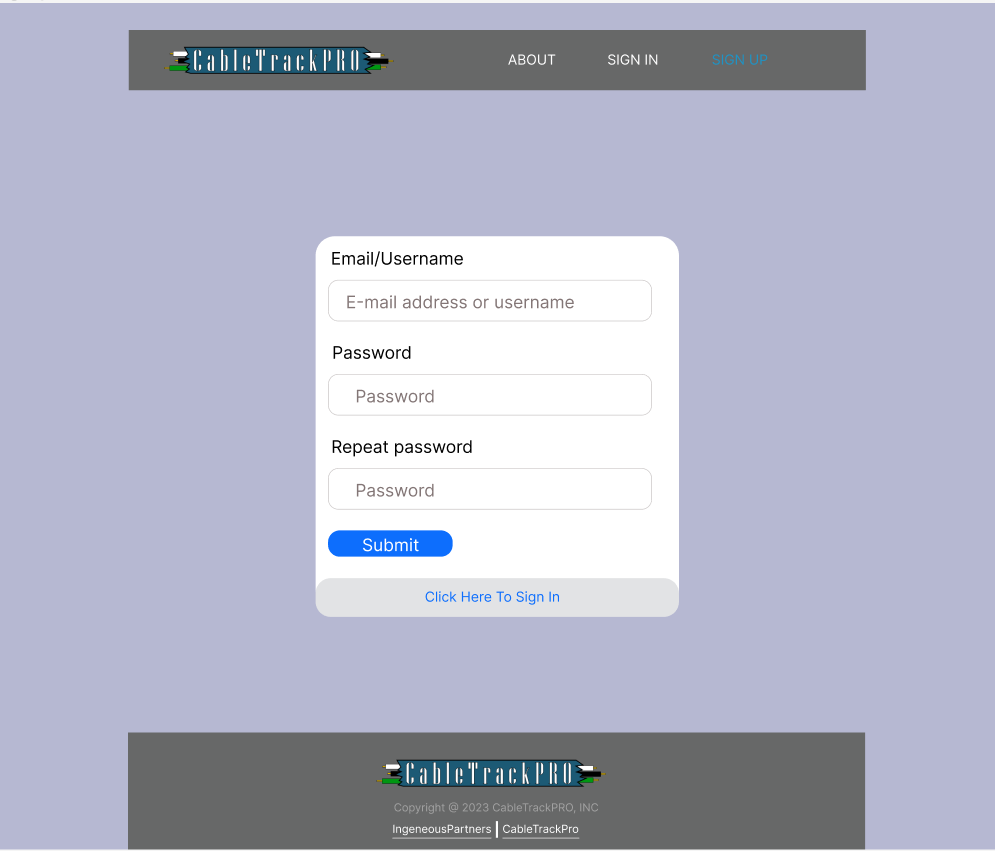 CableTrackPRO ABOUT SIGN IN SIGN UP
Email/Username
E-mail address or username
Password
Password
Repeat password
Password
Submit
Click Here To Sign In
CableTrackPRO
Copyright @ 2023 CableTrackPRO, INC
IngeneousPartners | CableTrackPro